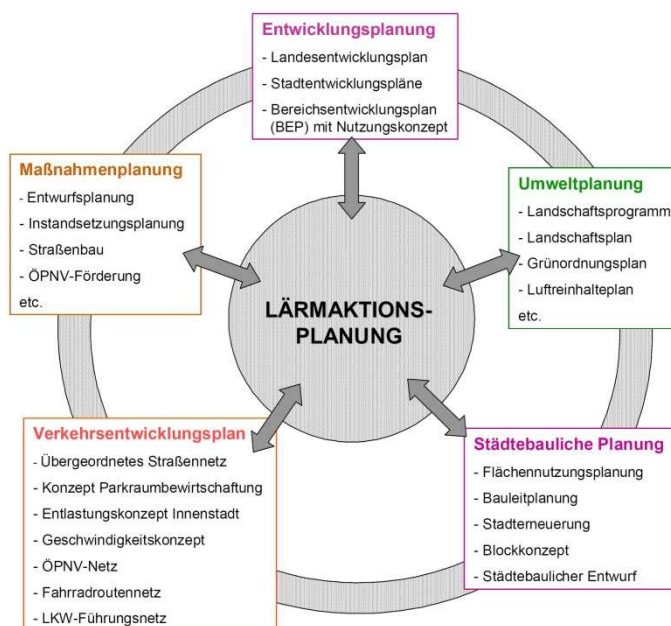 Entwicklungsplanung
- Landesentwicklungsplan
- Stadtentwicklungspläne
- Bereichsentwicklungsplan
(BEP) mit Nutzungskonzept
Maßnahmenplanung
- Entwurfsplanung
- Instandsetzungsplanung
- Straßenbau
- ÖPNV-Förderung
etc.
Umweltplanung
- Landschaftsprogramm
- Landschaftsplan
- Grünordnungsplan
- Luftreinhalteplan
etc.
LÄRMAKTIONS-
PLANUNG
Verkehrsentwicklungsplan
- Übergeordnetes Straßennetz
- Konzept Parkraumbewirtschaftung
- Entlastungskonzept Innenstadt
- Geschwindigkeitskonzept
- ÖPNV-Netz
- Fahrradroutennetz
- LKW-Führungsnetz
Städtebauliche Planung
- Flächennutzungsplanung
- Bauleitplanung
- Stadterneuerung
- Blockkonzept
- Städtebaulicher Entwurf